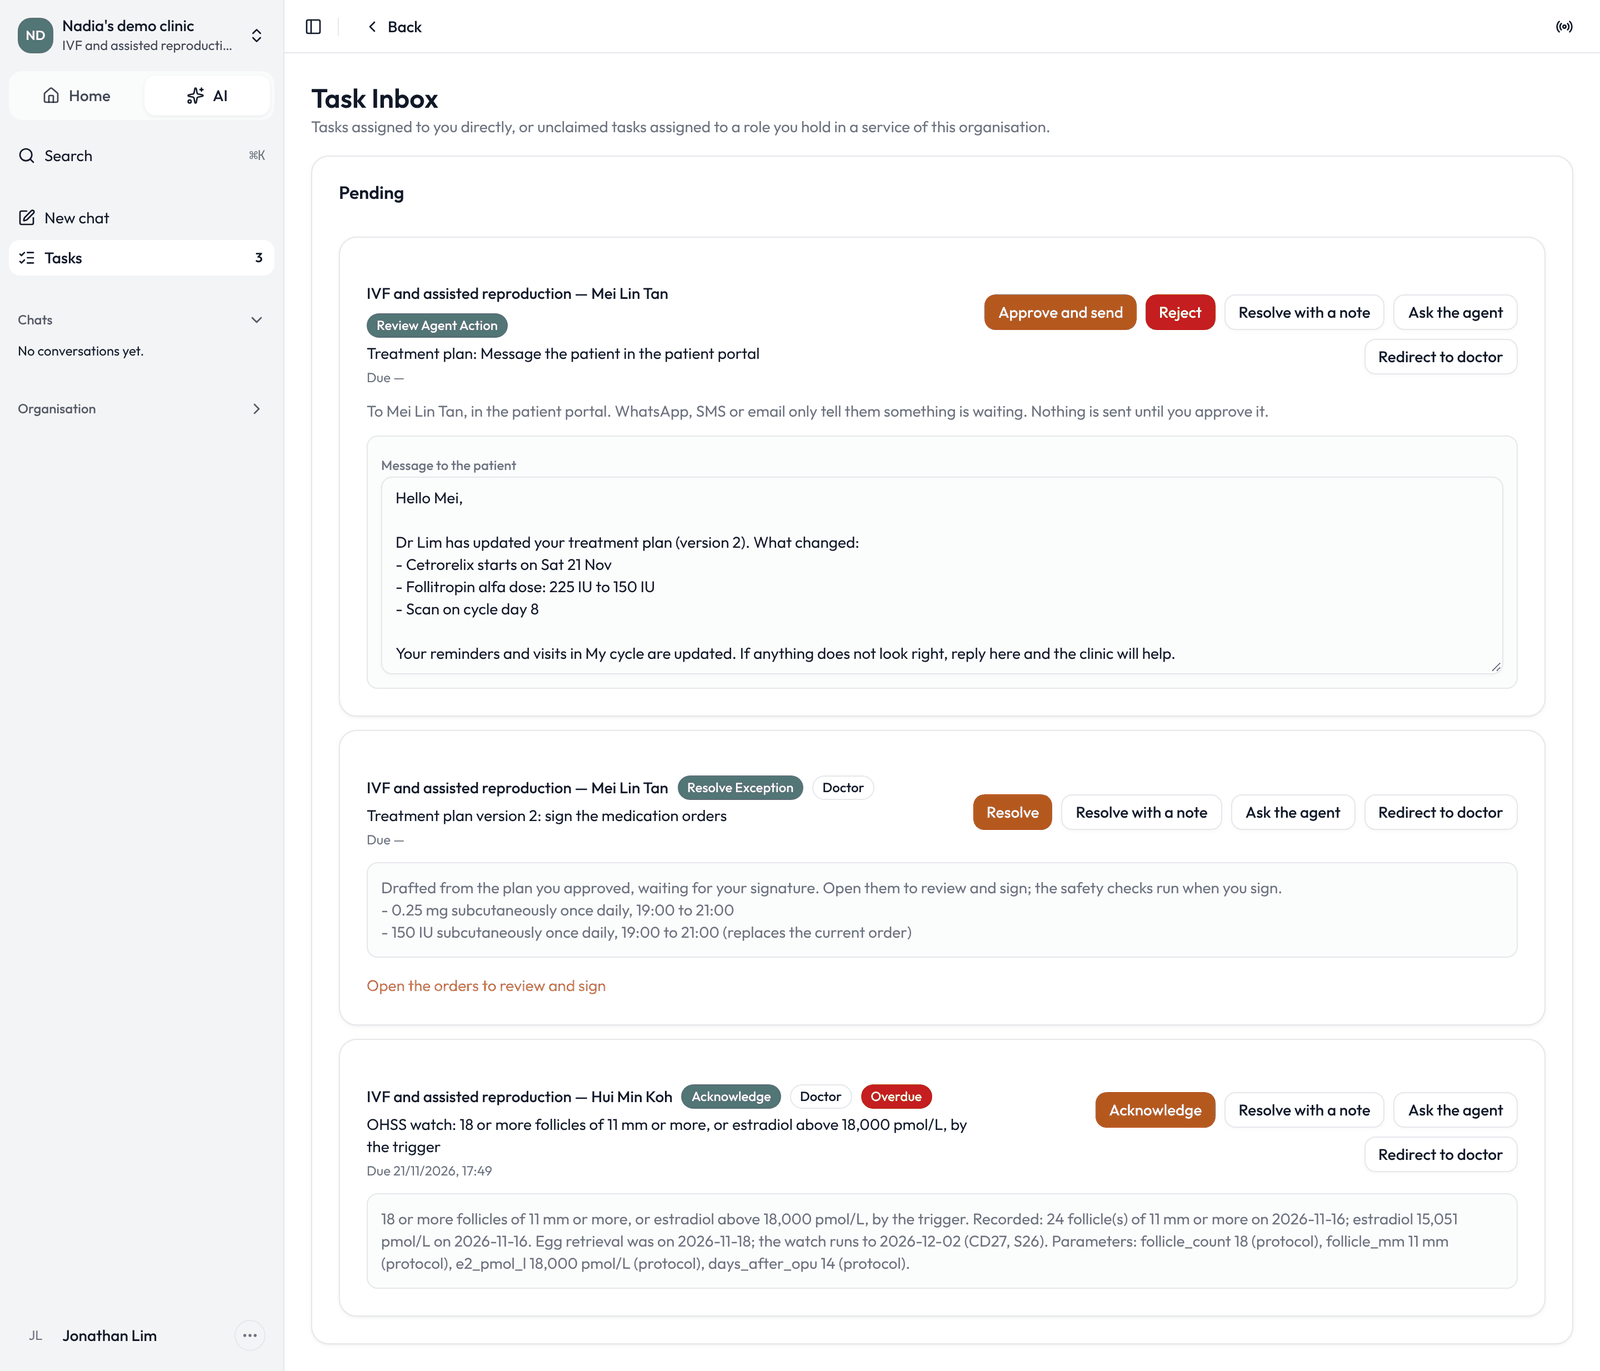 ND
Nadia's demo clinic
IVF and assisted reproducti...
Home
AI
Search
⌘K
New chat
Tasks
3
Chats
No conversations yet.
Organisation
JL
Jonathan Lim
Back
Task Inbox
Tasks assigned to you directly, or unclaimed tasks assigned to a role you hold in a service of this organisation.
Pending
IVF and assisted reproduction — Mei Lin Tan
Review Agent Action
Treatment plan: Message the patient in the patient portal
Due —
Approve and send
Reject
Resolve with a note
Ask the agent
Redirect to doctor
To Mei Lin Tan, in the patient portal. WhatsApp, SMS or email only tell them something is waiting. Nothing is sent until you approve it.
Message to the patient
Hello Mei,
Dr Lim has updated your treatment plan (version 2). What changed:
- Cetrorelix starts on Sat 21 Nov
- Follitropin alfa dose: 225 IU to 150 IU
- Scan on cycle day 8
Your reminders and visits in My cycle are updated. If anything does not look right, reply here and the clinic will help.
IVF and assisted reproduction — Mei Lin Tan
Resolve Exception
Doctor
Treatment plan version 2: sign the medication orders
Due —
Resolve
Resolve with a note
Ask the agent
Redirect to doctor
Drafted from the plan you approved, waiting for your signature. Open them to review and sign; the safety checks run when you sign.
- 0.25 mg subcutaneously once daily, 19:00 to 21:00
- 150 IU subcutaneously once daily, 19:00 to 21:00 (replaces the current order)
Open the orders to review and sign
IVF and assisted reproduction — Hui Min Koh
Acknowledge
Doctor
Overdue
OHSS watch: 18 or more follicles of 11 mm or more, or estradiol above 18,000 pmol/L, by
the trigger
Due 21/11/2026, 17:49
Acknowledge
Resolve with a note
Ask the agent
Redirect to doctor
18 or more follicles of 11 mm or more, or estradiol above 18,000 pmol/L, by the trigger. Recorded: 24 follicle(s) of 11 mm or more on 2026-11-16; estradiol 15,051
pmol/L on 2026-11-16. Egg retrieval was on 2026-11-18; the watch runs to 2026-12-02 (CD27, S26). Parameters: follicle_count 18 (protocol), follicle_mm 11 mm
(protocol), e2_pmol_l 18,000 pmol/L (protocol), days_after_opu 14 (protocol).